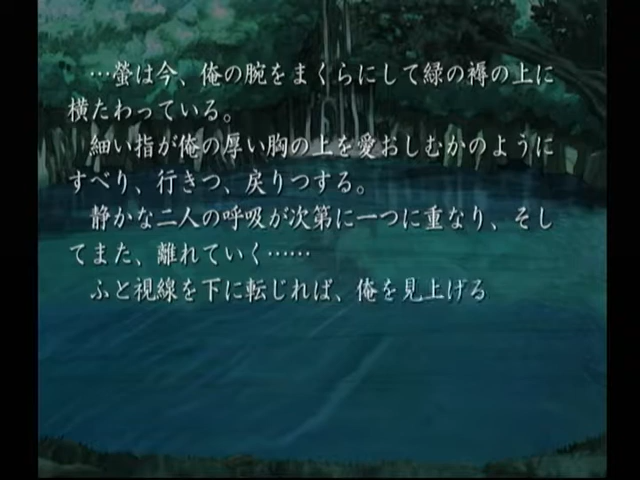 …螢は今、俺の腕をまくらにして緑の褥の上に
横たわっている。
細い指が俺の厚い胸の上を愛おしむかのように
すべり、行きつ、戻りつする。
静かな二人の呼吸が次第に一つに重なり、そし
てまた、離れていく……
ふと視線を下に転じれば、俺を見上げる